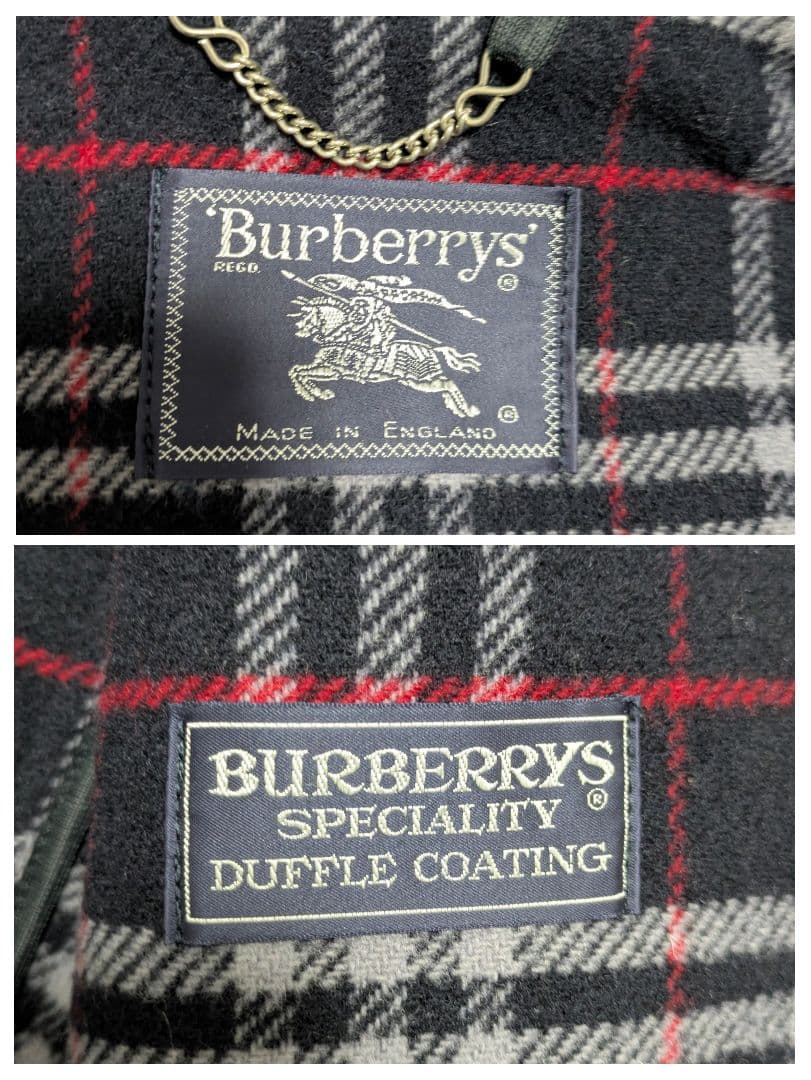 'Burberrys'
REGD.
®
®
MADE IN ENGLAND
BURBERRYS
®
SPECIALITY
DUFFLE COATING